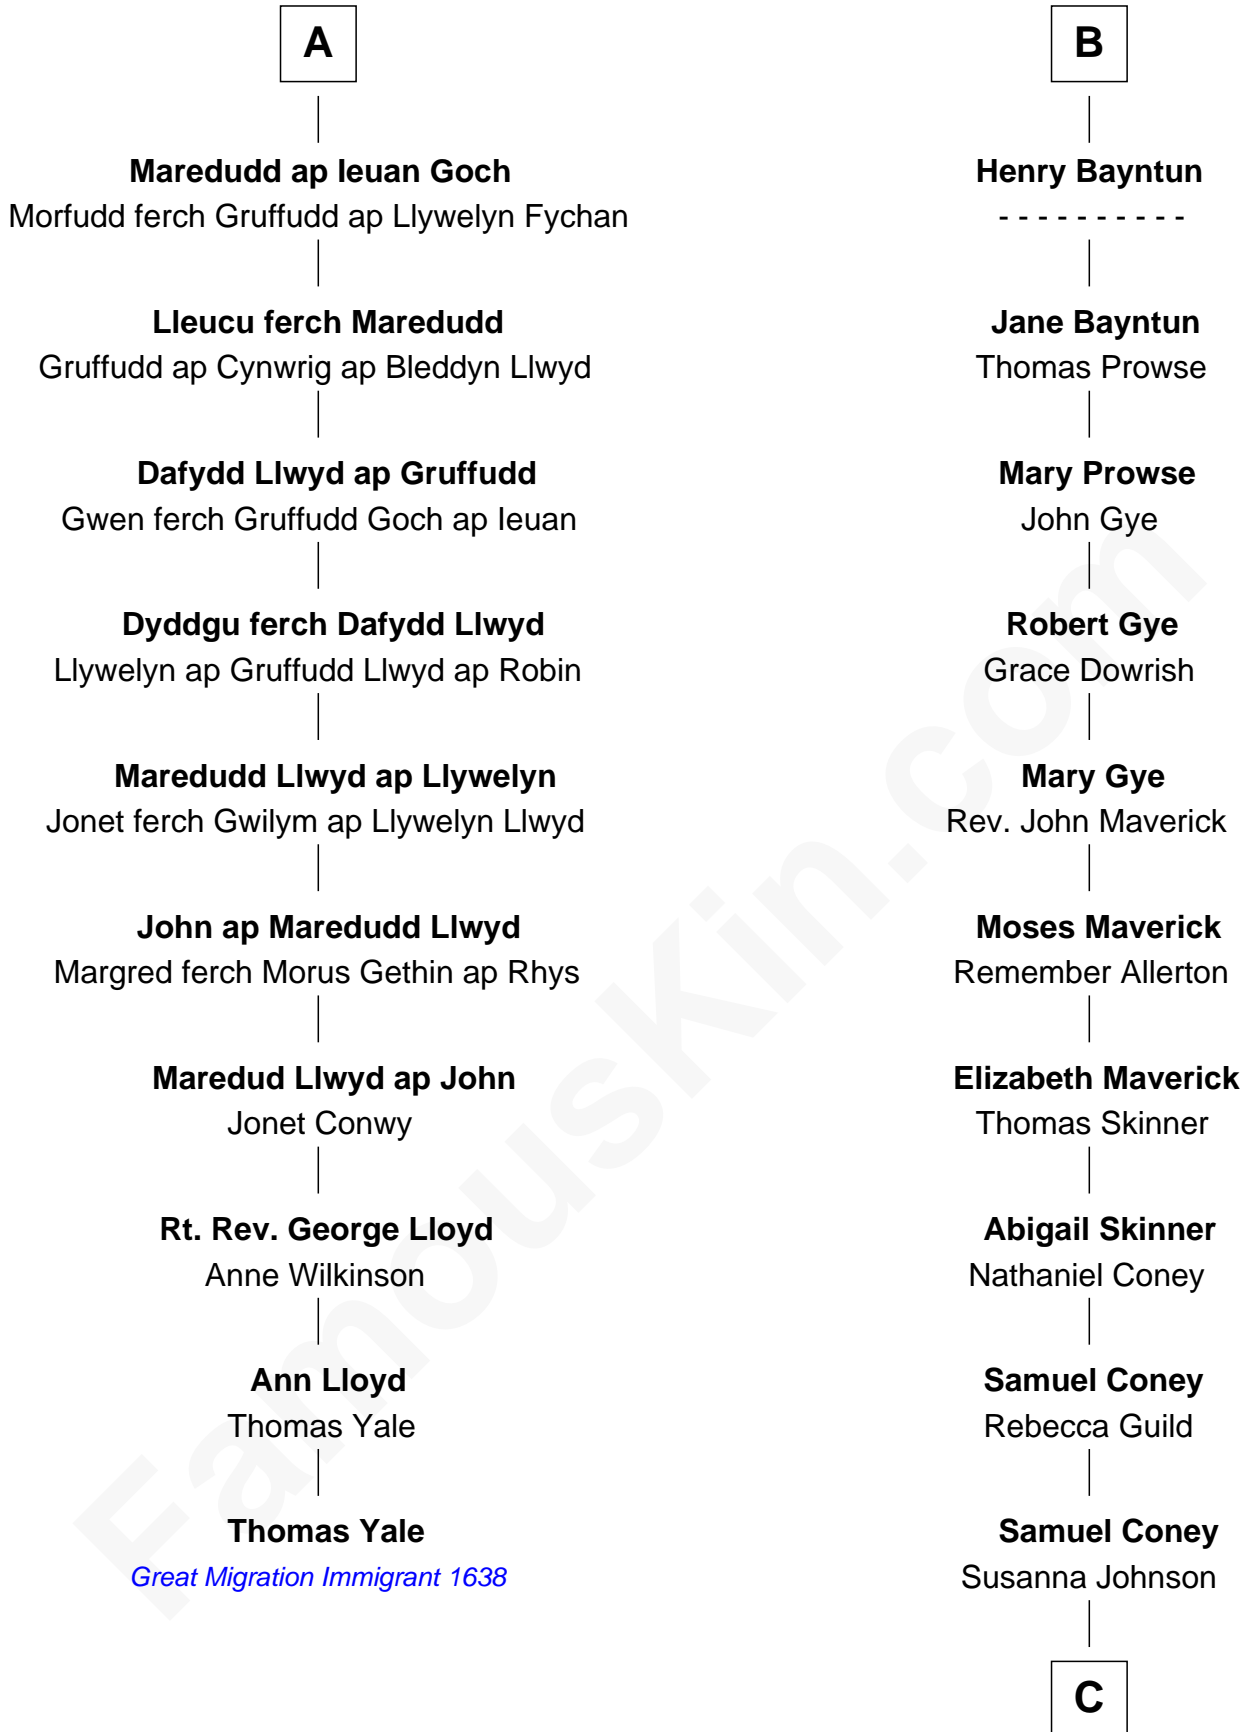 A
Maredudd ap Ieuan Goch
Morfudd ferch Gruffudd ap Llywelyn Fychan
Lleucu ferch Maredudd
Gruffudd ap Cynwrig ap Bleddyn Llwyd
Dafydd Llwyd ap Gruffudd
Gwen ferch Gruffudd Goch ap Ieuan
Dyddgu ferch Dafydd Llwyd
Llywelyn ap Gruffudd Llwyd ap Robin
Maredudd Llwyd ap Llywelyn
Jonet ferch Gwilym ap Llywelyn Llwyd
John ap Maredudd Llwyd
Margred ferch Morus Gethin ap Rhys
Maredud Llwyd ap John
Jonet Conwy
Rt. Rev. George Lloyd
Anne Wilkinson
Ann Lloyd
Thomas Yale
Thomas Yale
Great Migration Immigrant 1638
B
Henry Bayntun
- - - - - - - - - -
Jane Bayntun
Thomas Prowse
Mary Prowse
John Gye
Robert Gye
Grace Dowrish
Mary Gye
Rev. John Maverick
Moses Maverick
Remember Allerton
Elizabeth Maverick
Thomas Skinner
Abigail Skinner
Nathaniel Coney
Samuel Coney
Rebecca Guild
Samuel Coney
Susanna Johnson
C
FamousKin.com